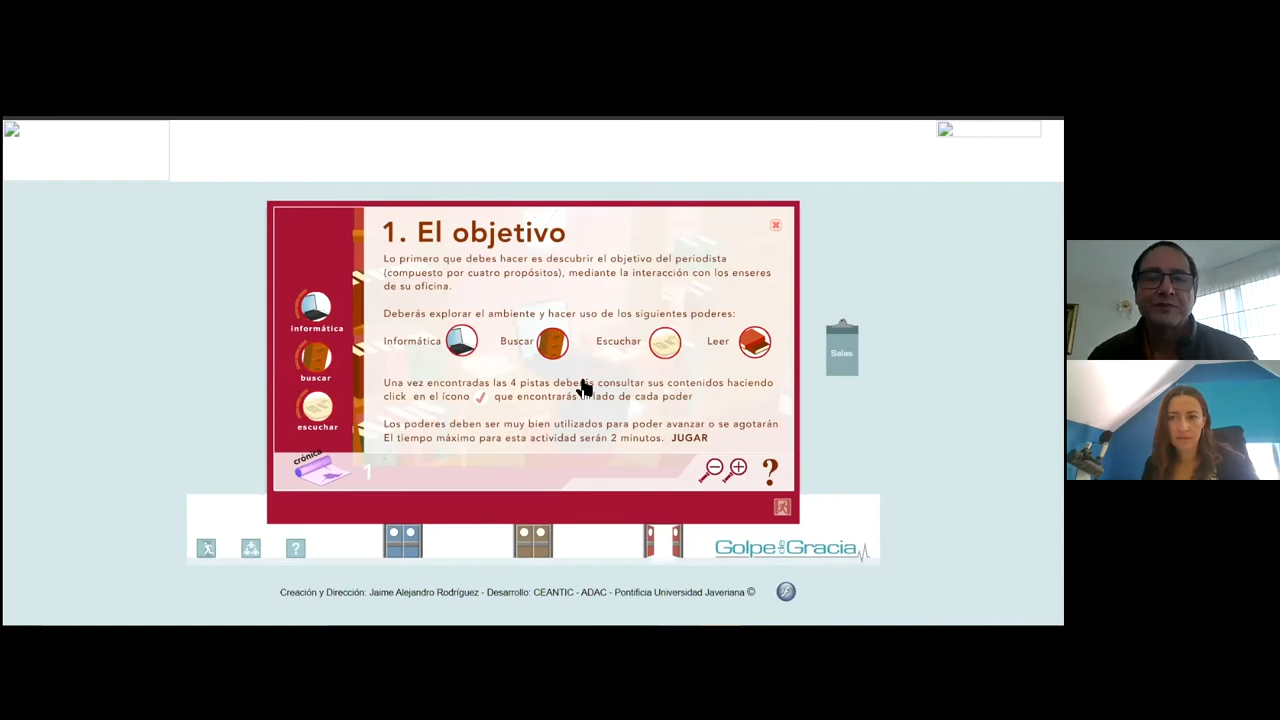 1. El objetivo
Lo primero que debes hacer es descubrir el objetivo del periodista
(compuesto por cuatro propósitos), mediante la interacción con los enseres
de su oficina.
Deberás explorar el ambiente y hacer uso de los siguientes poderes:
Informática Buscar Escuchar Leer
Una vez encontradas las 4 pistas deberás consultar sus contenidos haciendo
click en el ícono que encontrarás al lado de cada poder
Los poderes deben ser muy bien utilizados para poder avanzar o se agotarán
El tiempo máximo para esta actividad serán 2 minutos. JUGAR
informática
buscar
escuchar
crónica
1
?
Salas
?
Golpe de Gracia
Creación y Dirección: Jaime Alejandro Rodríguez - Desarrollo: CEANTIC - ADAC - Pontificia Universidad Javeriana ©